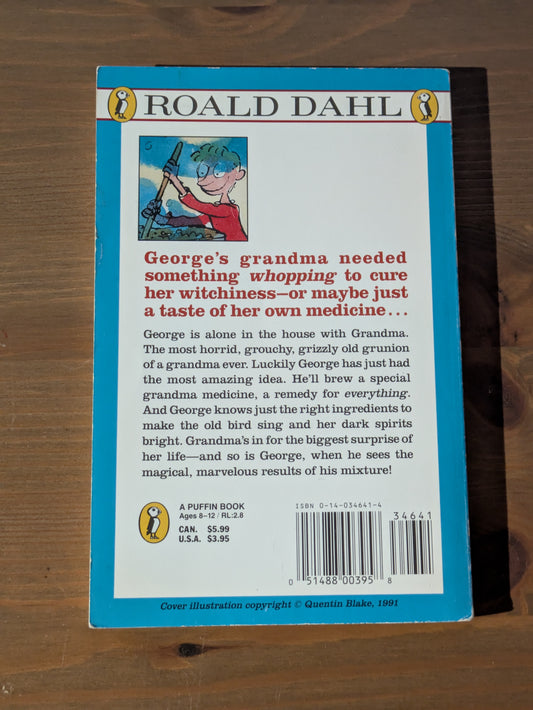 ROALD DAHL
George's grandma needed
something whopping to cure
her witchiness—or maybe just
a taste of her own medicine . . .
George is alone in the house with Grandma.
The most horrid, grouchy, grizzly old grunion
of a grandma ever. Luckily George has just had
the most amazing idea. He'll brew a special
grandma medicine, a remedy for everything.
And George knows just the right ingredients to
make the old bird sing and her dark spirits
bright. Grandma's in for the biggest surprise of
her life—and so is George, when he sees the
magical, marvelous results of his mixture!
A PUFFIN BOOK
Ages 8–12 / RL:2.8
CAN. $5.99
U.S.A. $3.95
ISBN 0-14-034641-4
34641
0 51488 00395 8
Cover illustration copyright © Quentin Blake, 1991